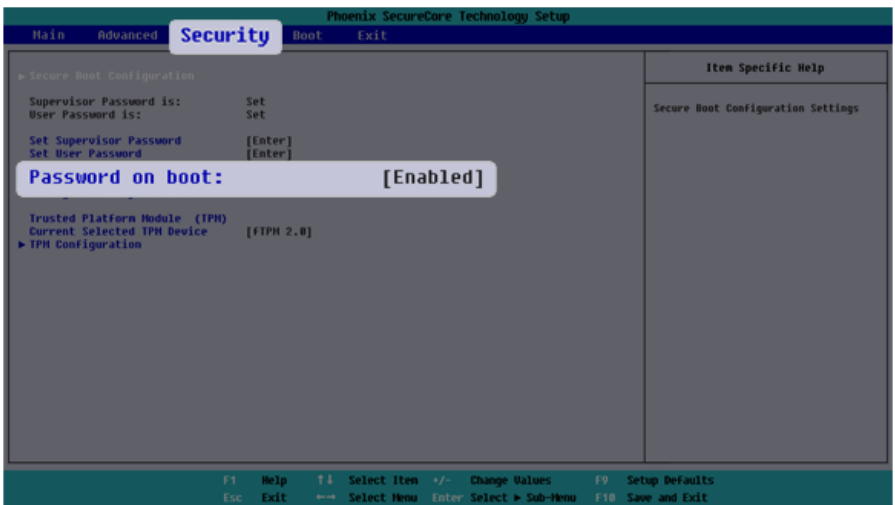 Phoenix SecureCore Technology Setup
Main Advanced Security Boot Exit
► Secure Boot Configuration
Item Specific Help
Supervisor Password is: Set
User Password is: Set
Secure Boot Configuration Settings
Set Supervisor Password [Enter]
Set User Password [Enter]
Password on boot: [Enabled]
Trusted Platform Module (TPM)
Current Selected TPM Device [fTPM 2.0]
► TPM Configuration
F1 Help ↑↓ Select Item +/- Change Values F9 Setup Defaults
Esc Exit ←→ Select Menu Enter Select ► Sub-Menu F10 Save and Exit